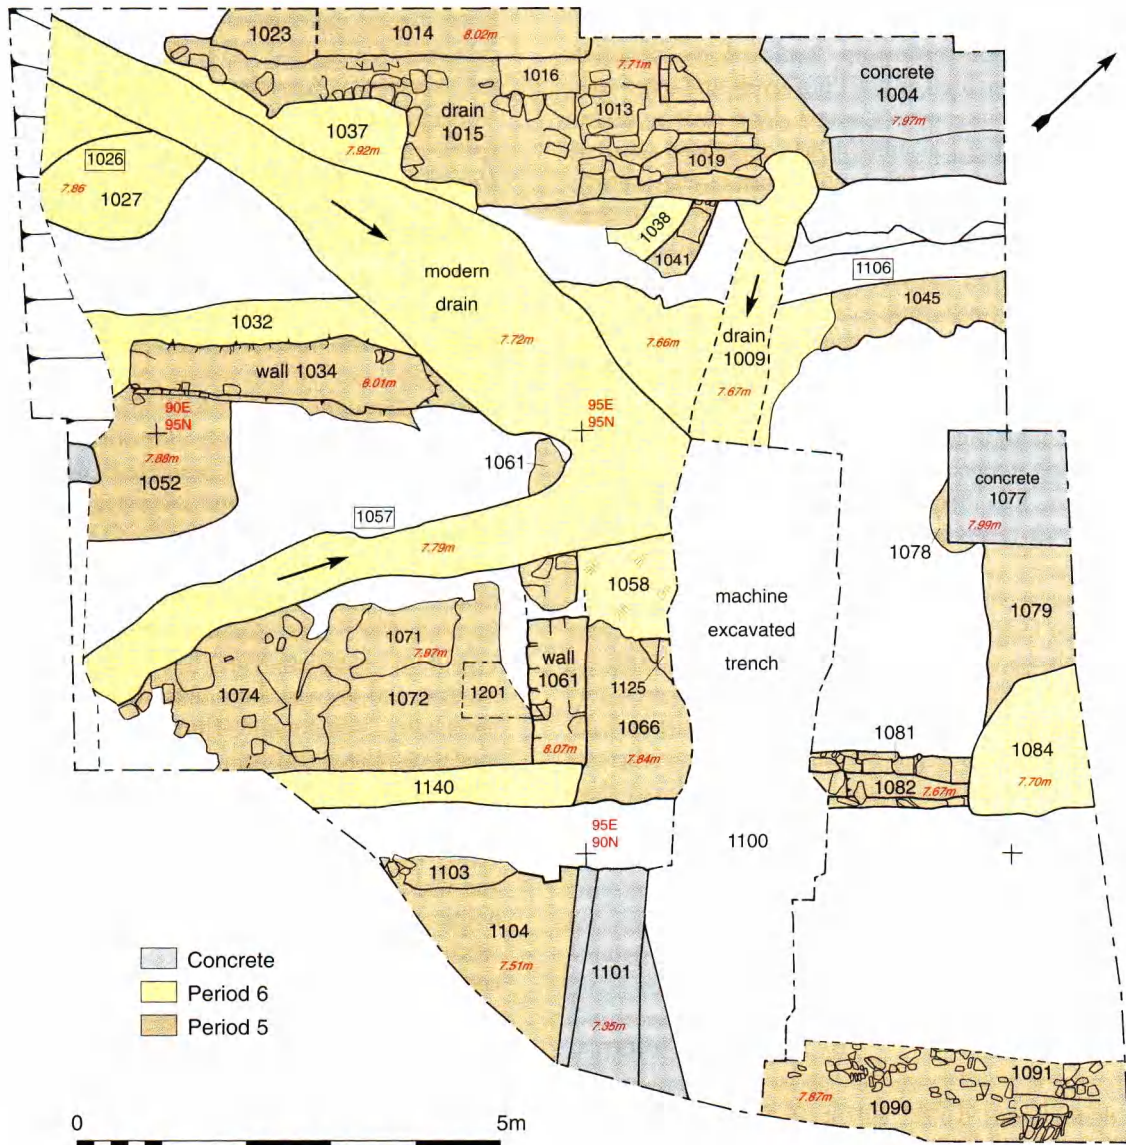 1023
1014
8.02m
1016
7.71m
1013
drain
1015
concrete
1004
7.97m
1037
7.92m
1019
1026
7.86
1027
1038
1041
1106
1045
modern
drain
1032
7.72m
7.66m
drain
1009
7.67m
wall 1034
8.01m
90E
95N
7.88m
1052
95E
95N
1061
concrete
1077
7.99m
1078
1057
7.79m
1058
1079
machine
excavated
trench
1071
7.97m
1074
1072
1201
wall
1061
8.07m
1125
1066
7.84m
1081
1082
7.67m
1084
7.70m
1140
95E
90N
1100
1103
1104
7.51m
1101
7.35m
Concrete
Period 6
Period 5
1091
7.87m
1090
0
5m